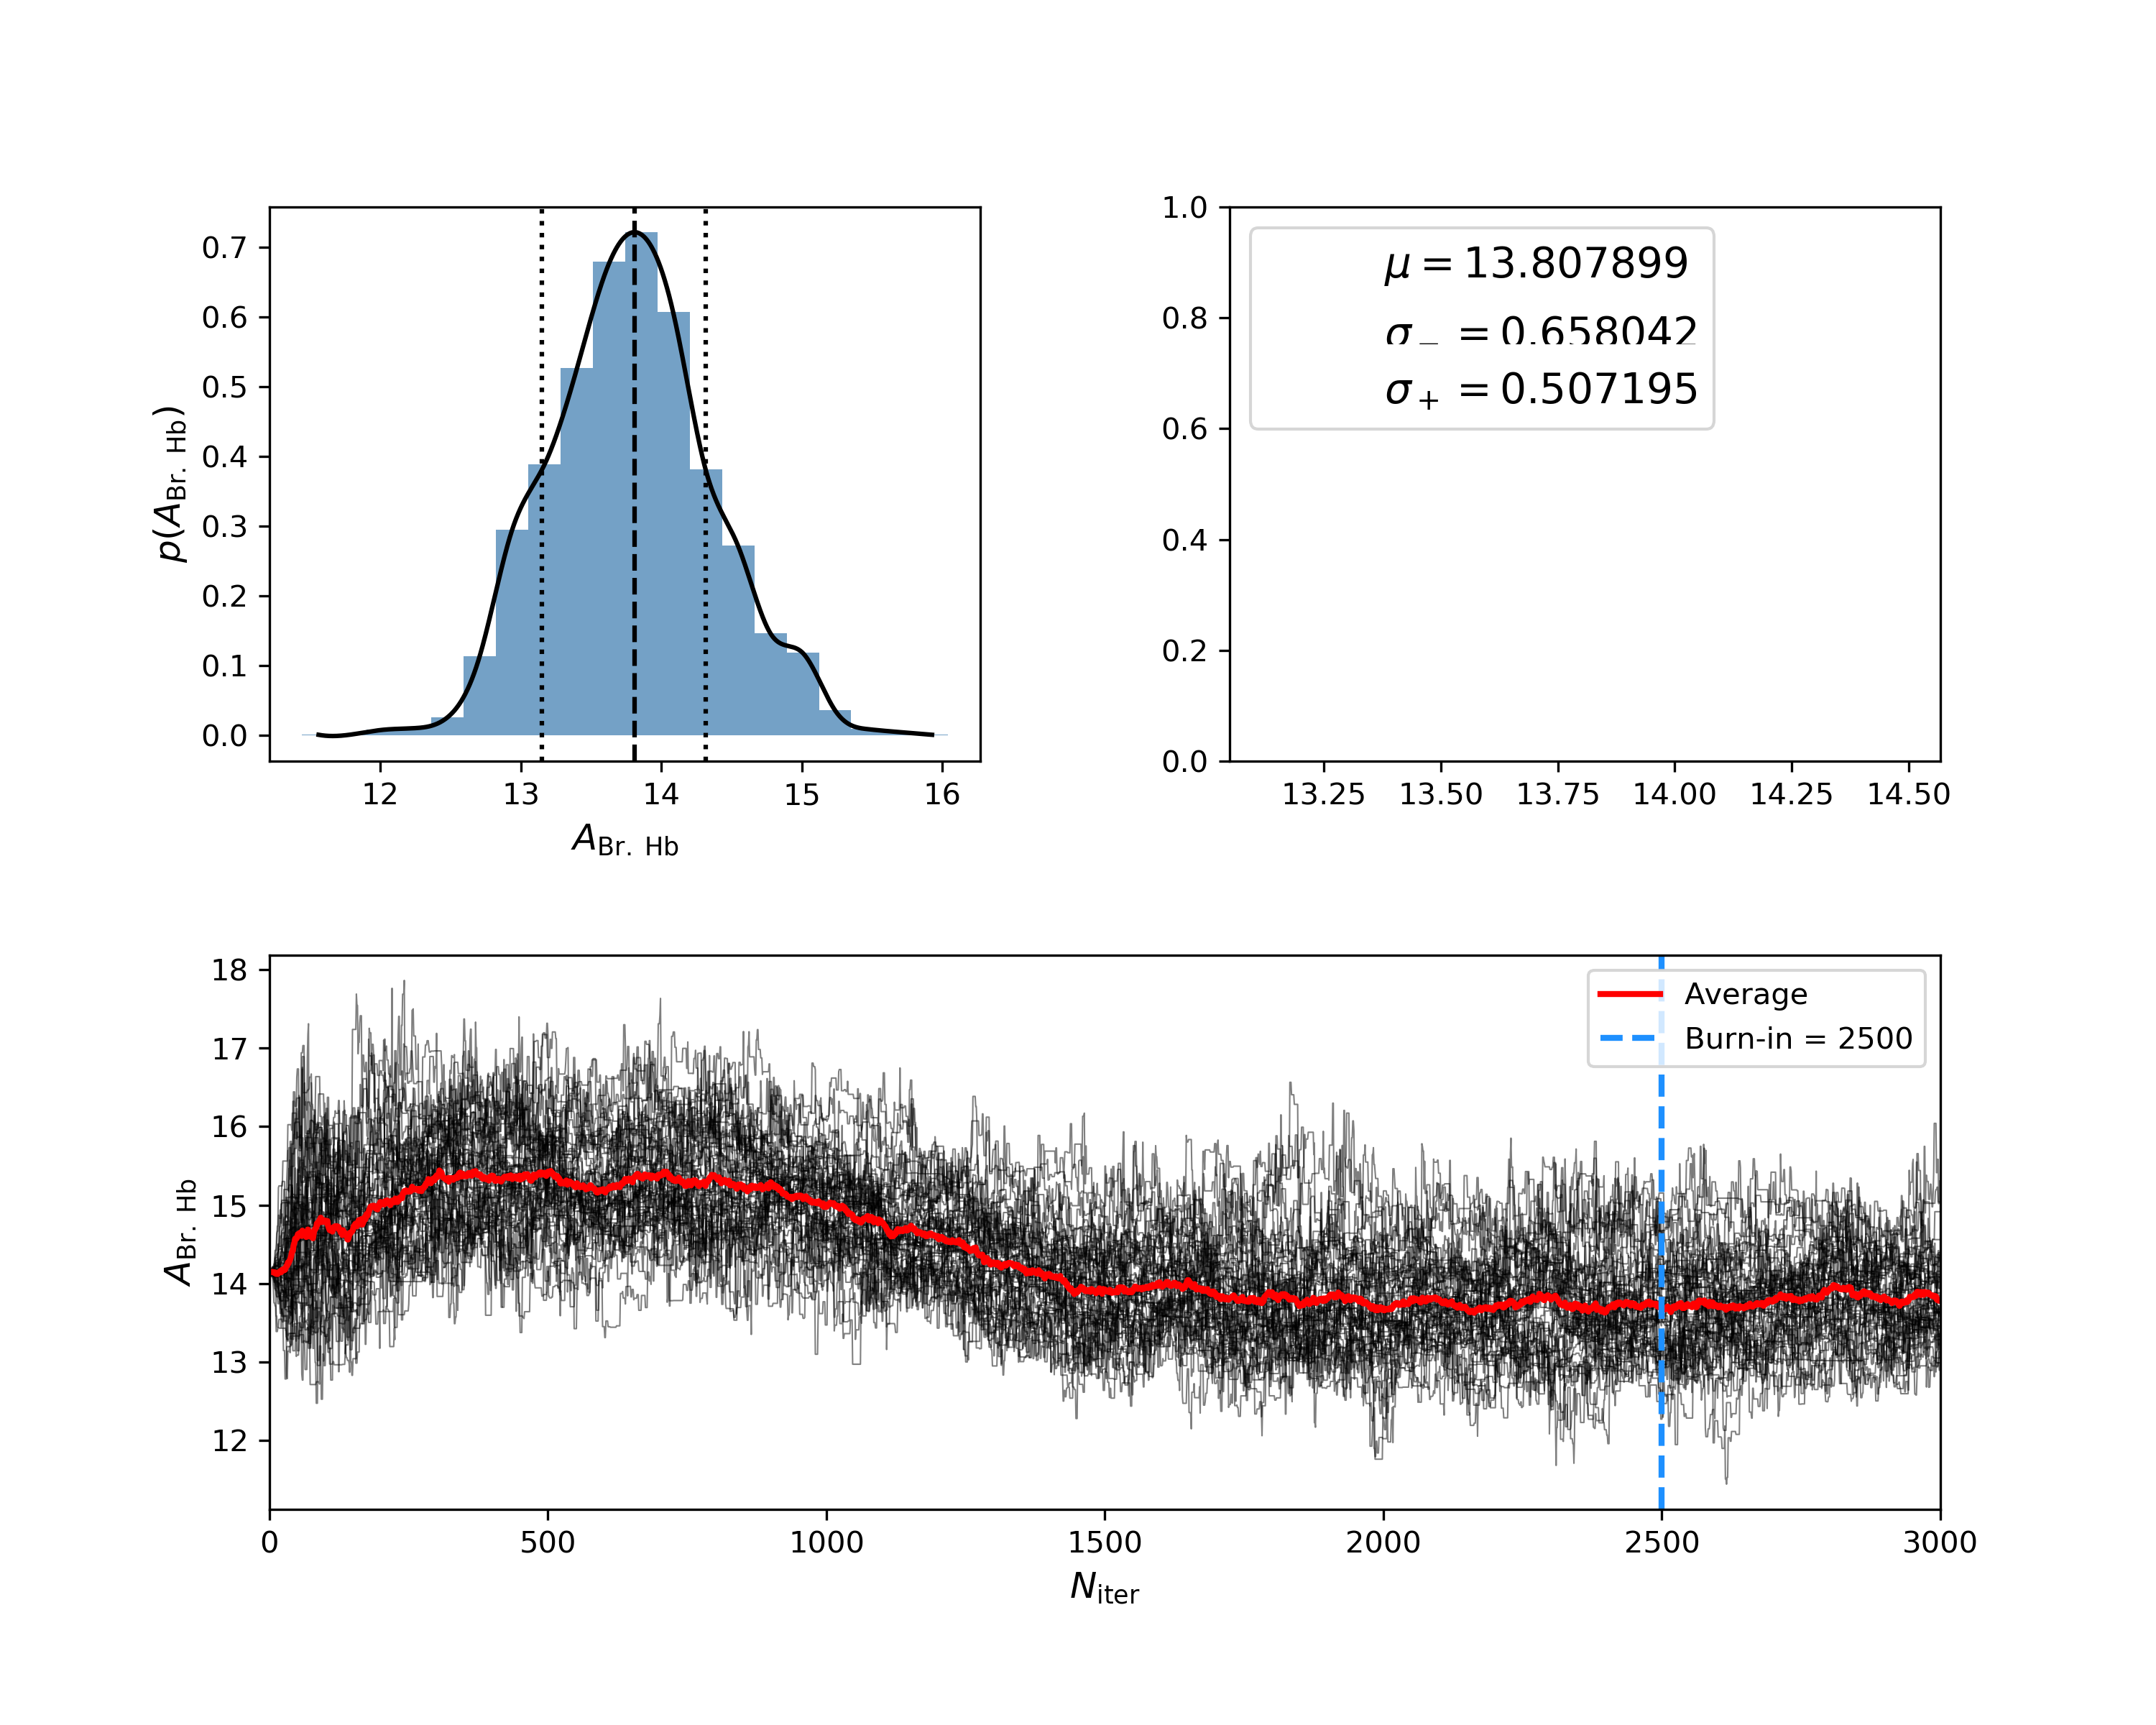 0.7
0.6
0.5
0.4
0.3
0.2
0.1
0.0
p(A_Br. Hb)
12 13 14 15 16
A_Br. Hb
1.0
0.8
0.6
0.4
0.2
0.0
μ = 13.807899
σ_− = 0.658042
σ_+ = 0.507195
13.25 13.50 13.75 14.00 14.25 14.50
18
17
16
15
14
13
12
A_Br. Hb
Average
Burn-in = 2500
0 500 1000 1500 2000 2500 3000
N_iter